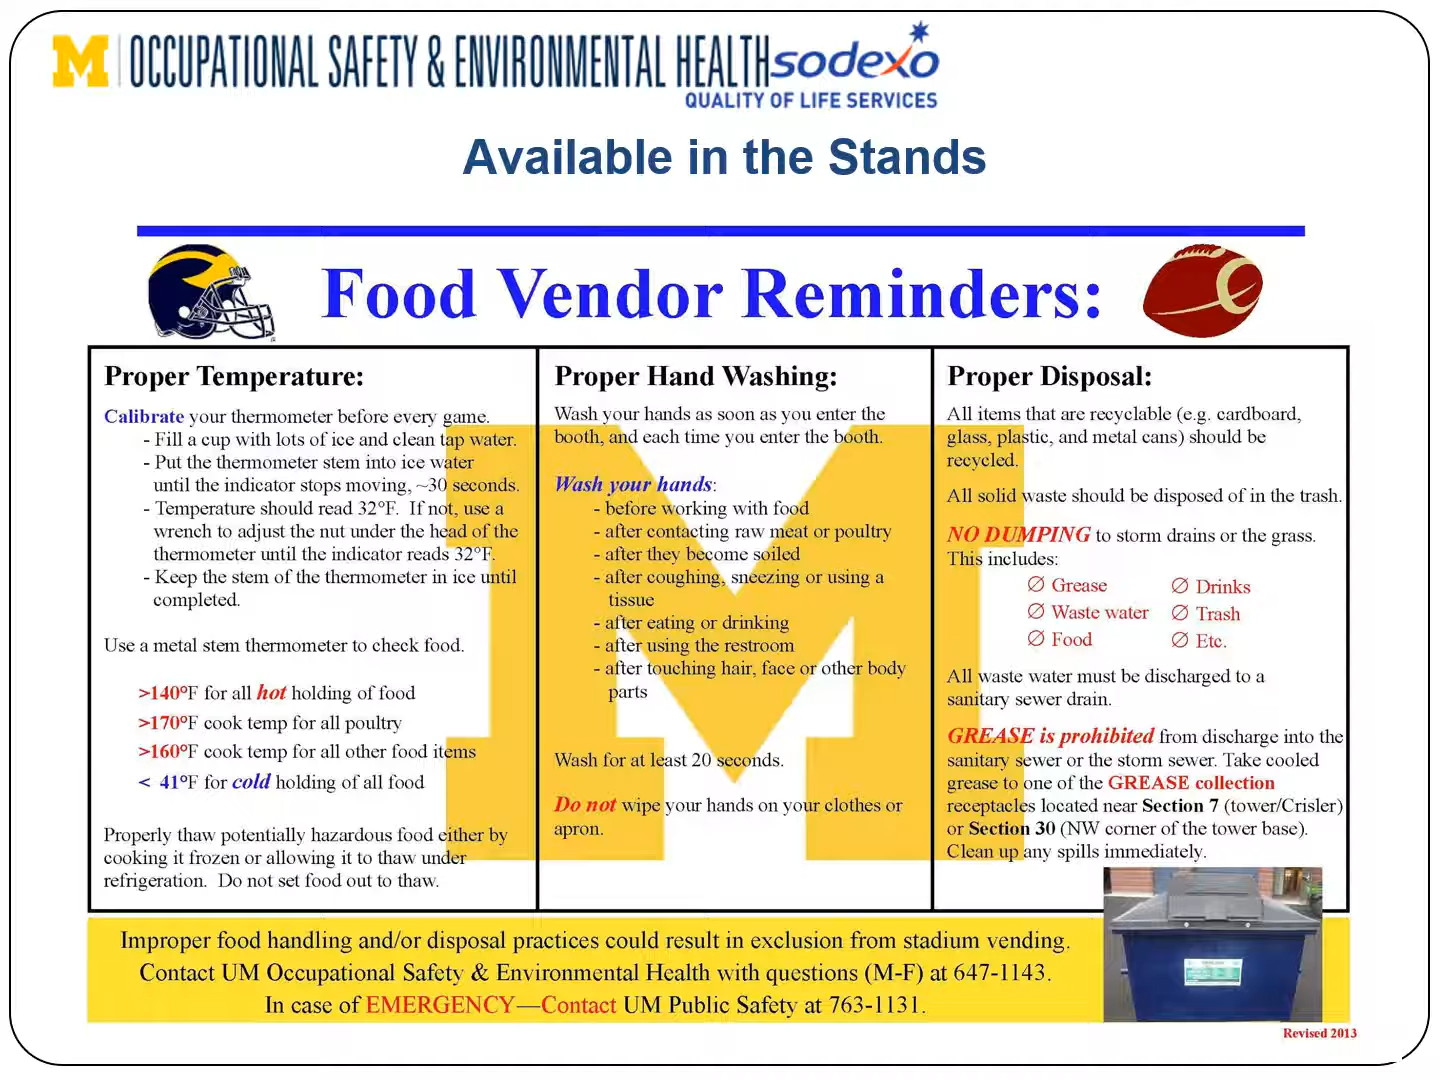 M OCCUPATIONAL SAFETY & ENVIRONMENTAL HEALTH
sodexo
QUALITY OF LIFE SERVICES
Available in the Stands
Food Vendor Reminders:
Proper Temperature:
Calibrate your thermometer before every game.
- Fill a cup with lots of ice and clean tap water.
- Put the thermometer stem into ice water
until the indicator stops moving, ~30 seconds.
- Temperature should read 32°F. If not, use a
wrench to adjust the nut under the head of the
thermometer until the indicator reads 32°F.
- Keep the stem of the thermometer in ice until
completed.
Use a metal stem thermometer to check food.
>140°F for all hot holding of food
>170°F cook temp for all poultry
>160°F cook temp for all other food items
< 41°F for cold holding of all food
Properly thaw potentially hazardous food either by
cooking it frozen or allowing it to thaw under
refrigeration. Do not set food out to thaw.
Proper Hand Washing:
Wash your hands as soon as you enter the
booth, and each time you enter the booth.
Wash your hands:
- before working with food
- after contacting raw meat or poultry
- after they become soiled
- after coughing, sneezing or using a
tissue
- after eating or drinking
- after using the restroom
- after touching hair, face or other body
parts
Wash for at least 20 seconds.
Do not wipe your hands on your clothes or
apron.
Proper Disposal:
All items that are recyclable (e.g. cardboard,
glass, plastic, and metal cans) should be
recycled.
All solid waste should be disposed of in the trash.
NO DUMPING to storm drains or the grass.
This includes:
∅ Grease ∅ Drinks
∅ Waste water ∅ Trash
∅ Food ∅ Etc.
All waste water must be discharged to a
sanitary sewer drain.
GREASE is prohibited from discharge into the
sanitary sewer or the storm sewer. Take cooled
grease to one of the GREASE collection
receptacles located near Section 7 (tower/Crisler)
or Section 30 (NW corner of the tower base).
Clean up any spills immediately.
Improper food handling and/or disposal practices could result in exclusion from stadium vending.
Contact UM Occupational Safety & Environmental Health with questions (M-F) at 647-1143.
In case of EMERGENCY—Contact UM Public Safety at 763-1131.
Revised 2013